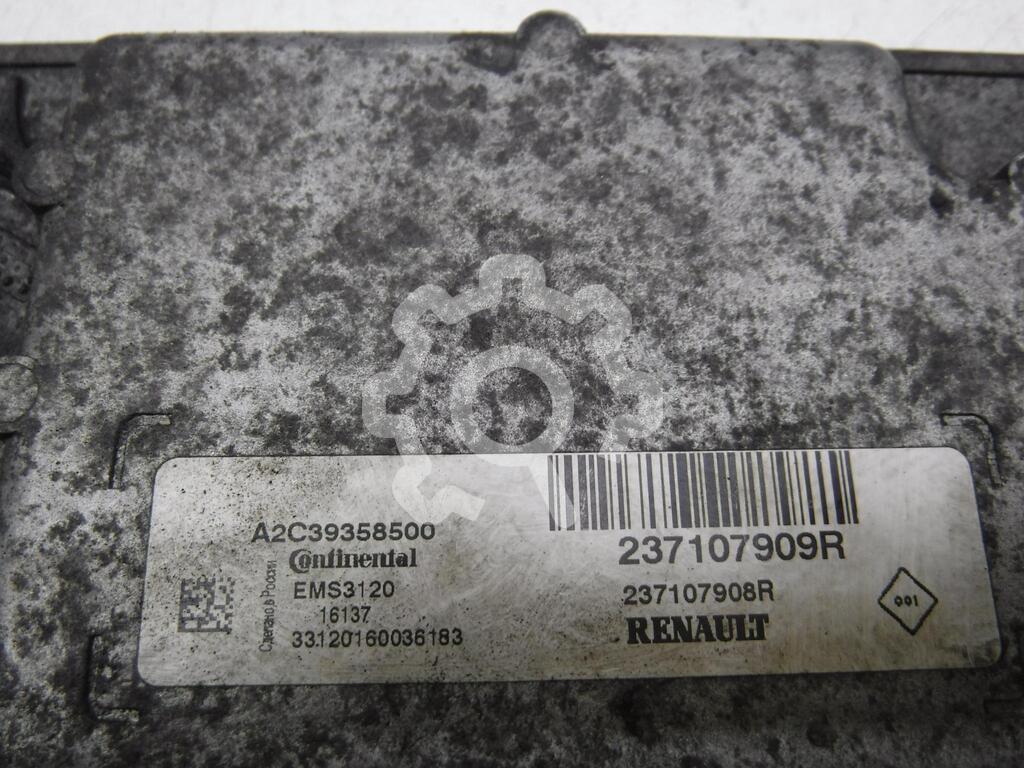 A2C39358500
Continental
EMS3120
16137
33120160036183
Сделано в России
237107909R
237107908R
RENAULT
001